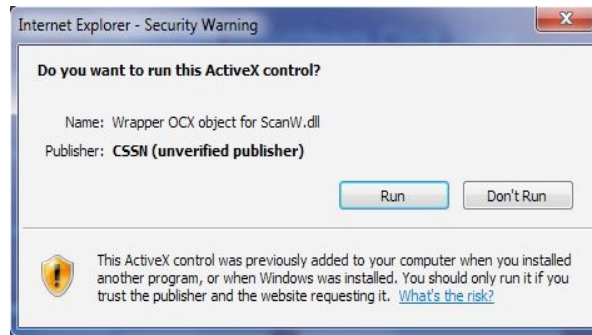 Internet Explorer - Security Warning
Do you want to run this ActiveX control?
Name: Wrapper OCX object for ScanW.dll
Publisher: CSSN (unverified publisher)
Run Don't Run
This ActiveX control was previously added to your computer when you installed
another program, or when Windows was installed. You should only run it if you
trust the publisher and the website requesting it. What's the risk?